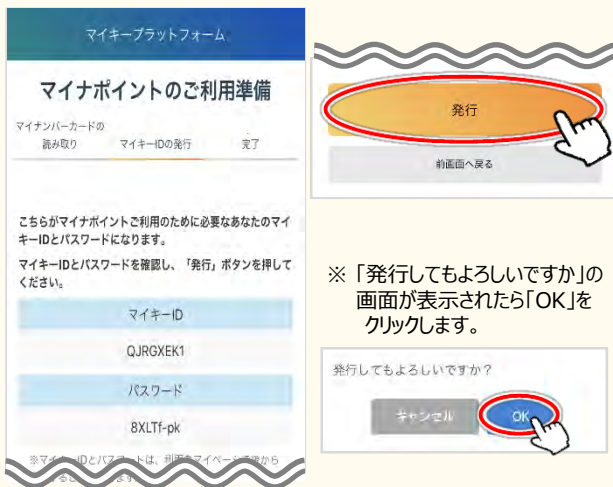 マイキープラットフォーム
マイナポイントのご利用準備
マイナンバーカードの
読み取り
マイキーIDの発行
完了
こちらがマイナポイントご利用のために必要なあなたのマイ
キーIDとパスワードになります。
マイキーIDとパスワードを確認し、「発行」ボタンを押して
ください。
マイキーID
QJRGXEK1
パスワード
8XLTf-pk
発行
前画面へ戻る
※「発行してもよろしいですか」の
画面が表示されたら「OK」を
クリックします。
発行してもよろしいですか？
キャンセル
OK